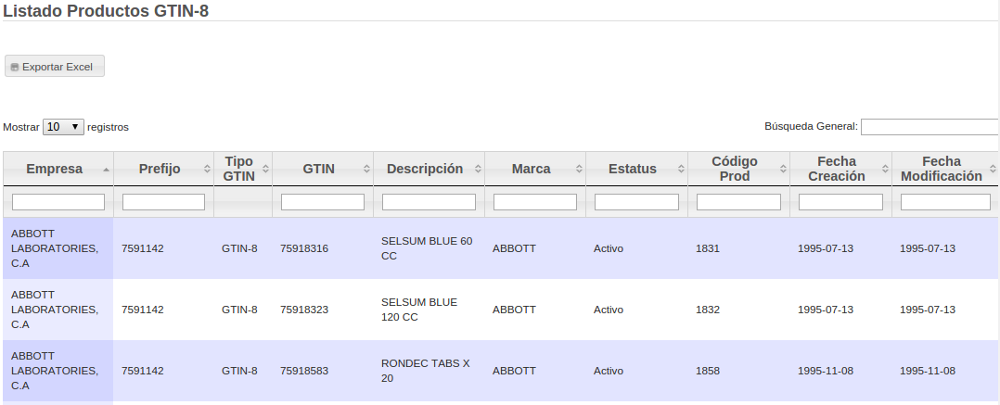 Listado Productos GTIN-8
Exportar Excel
Mostrar 10 registros
Búsqueda General:
Empresa Prefijo Tipo GTIN GTIN Descripción Marca Estatus Código Prod Fecha Creación Fecha Modificación
ABBOTT LABORATORIES, C.A 7591142 GTIN-8 75918316 SELSUM BLUE 60 CC ABBOTT Activo 1831 1995-07-13 1995-07-13
ABBOTT LABORATORIES, C.A 7591142 GTIN-8 75918323 SELSUM BLUE 120 CC ABBOTT Activo 1832 1995-07-13 1995-07-13
ABBOTT LABORATORIES, C.A 7591142 GTIN-8 75918583 RONDEC TABS X 20 ABBOTT Activo 1858 1995-11-08 1995-11-08